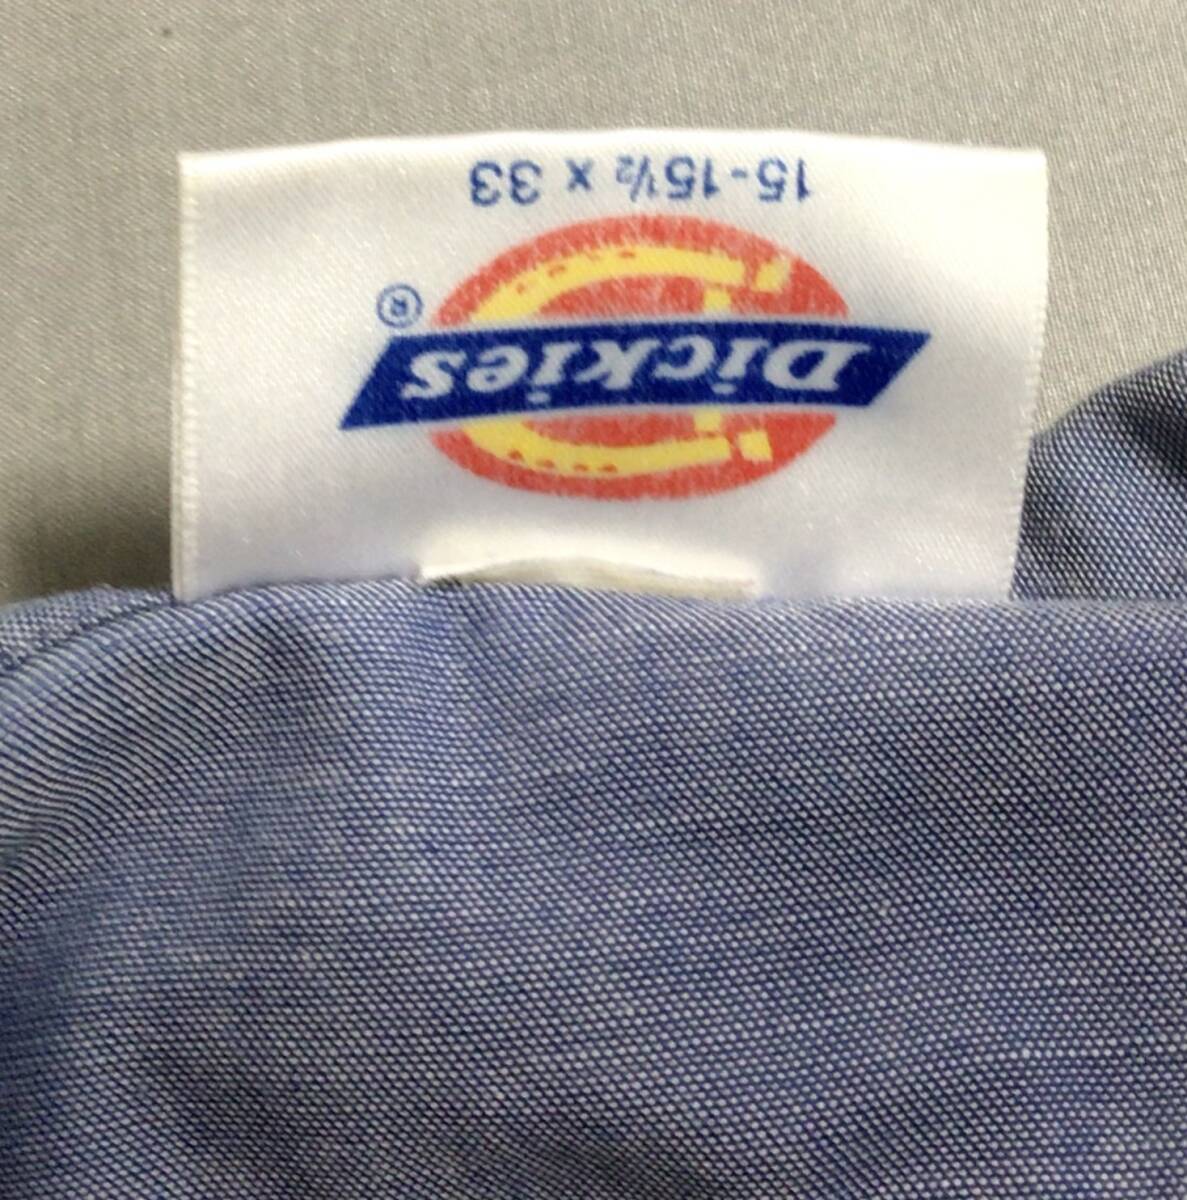 Dickies ®
15-15½ x 33